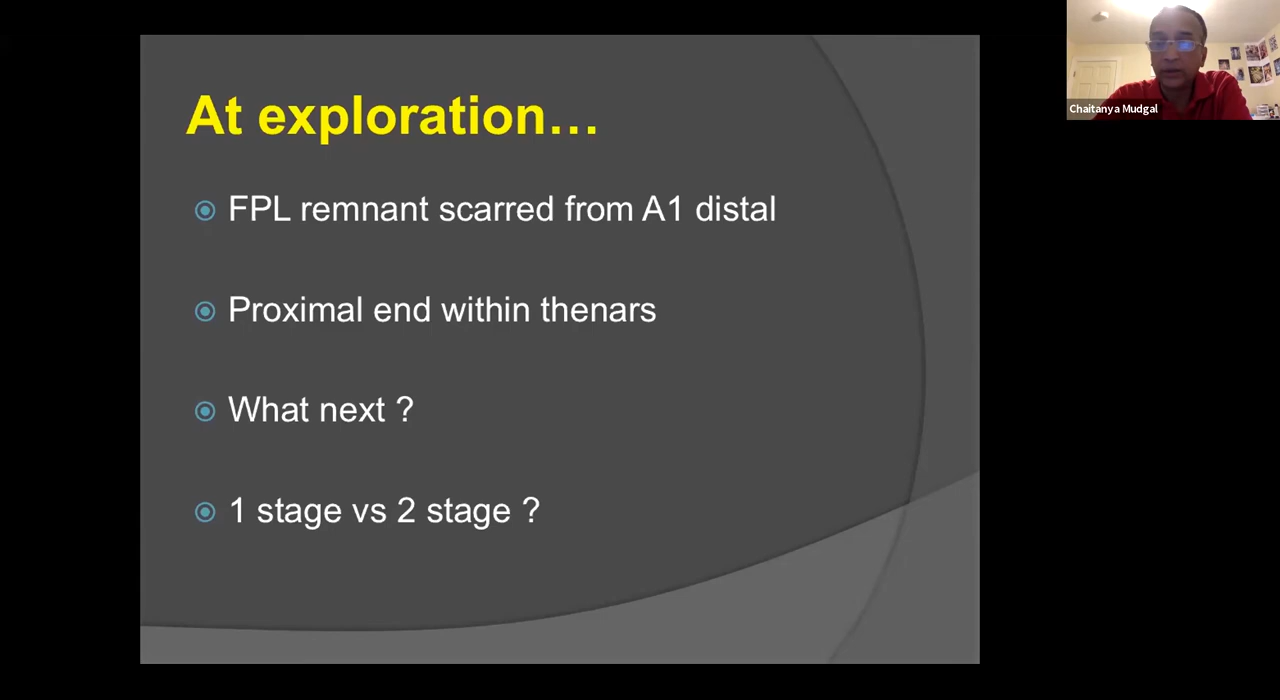 At exploration...
FPL remnant scarred from A1 distal
Proximal end within thenars
What next ?
1 stage vs 2 stage ?
Chaitanya Mudgal